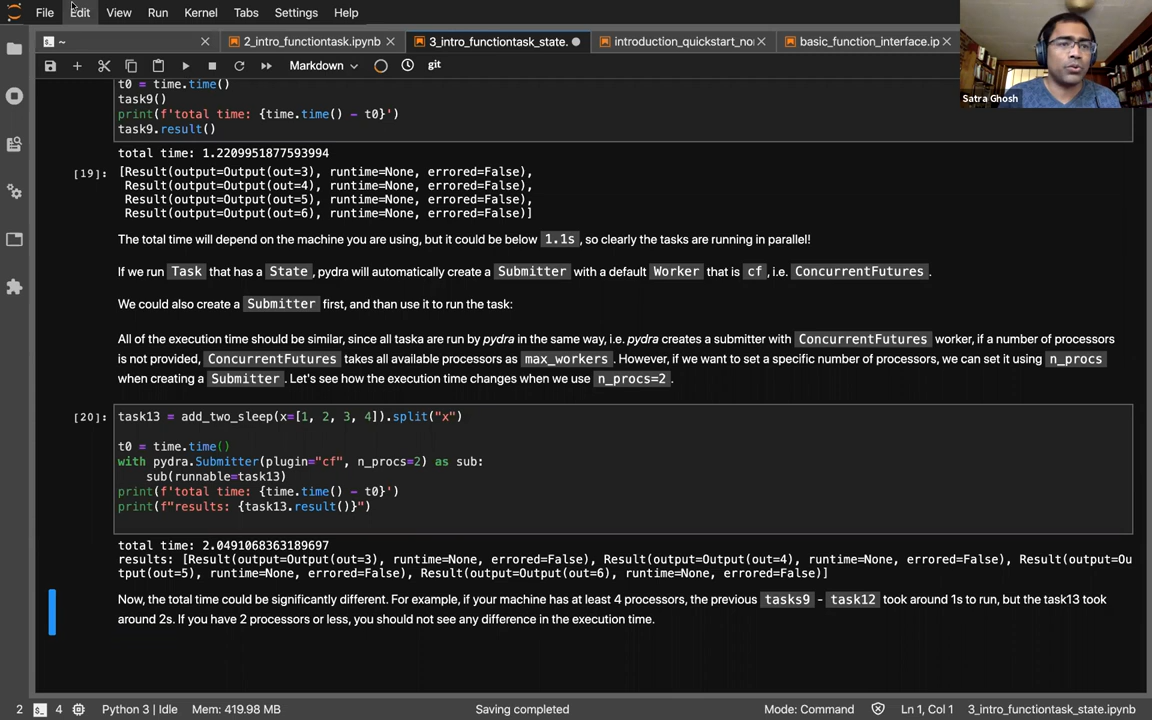 File Edit View Run Kernel Tabs Settings Help
~ 2_intro_functiontask.ipynb 3_intro_functiontask_state. introduction_quickstart_no basic_function_interface.ip
Markdown git
Satra Ghosh
t0 = time.time()
task9()
print(f'total time: {time.time() - t0}')
task9.result()
total time: 1.2209951877593994
[19]: [Result(output=Output(out=3), runtime=None, errored=False),
Result(output=Output(out=4), runtime=None, errored=False),
Result(output=Output(out=5), runtime=None, errored=False),
Result(output=Output(out=6), runtime=None, errored=False)]
The total time will depend on the machine you are using, but it could be below 1.1s, so clearly the tasks are running in parallel!
If we run Task that has a State, pydra will automatically create a Submitter with a default Worker that is cf, i.e. ConcurrentFutures.
We could also create a Submitter first, and than use it to run the task:
All of the execution time should be similar, since all taska are run by pydra in the same way, i.e. pydra creates a submitter with ConcurrentFutures worker, if a number of processors
is not provided, ConcurrentFutures takes all available processors as max_workers. However, if we want to set a specific number of processors, we can set it using n_procs
when creating a Submitter. Let's see how the execution time changes when we use n_procs=2.
[20]: task13 = add_two_sleep(x=[1, 2, 3, 4]).split("x")
t0 = time.time()
with pydra.Submitter(plugin="cf", n_procs=2) as sub:
sub(runnable=task13)
print(f'total time: {time.time() - t0}')
print(f"results: {task13.result()}")
total time: 2.0491068363189697
results: [Result(output=Output(out=3), runtime=None, errored=False), Result(output=Output(out=4), runtime=None, errored=False), Result(output=Ou
tput(out=5), runtime=None, errored=False), Result(output=Output(out=6), runtime=None, errored=False)]
Now, the total time could be significantly different. For example, if your machine has at least 4 processors, the previous tasks9 - task12 took around 1s to run, but the task13 took
around 2s. If you have 2 processors or less, you should not see any difference in the execution time.
2 4 Python 3 | Idle Mem: 419.98 MB Saving completed Mode: Command Ln 1, Col 1 3_intro_functiontask_state.ipynb